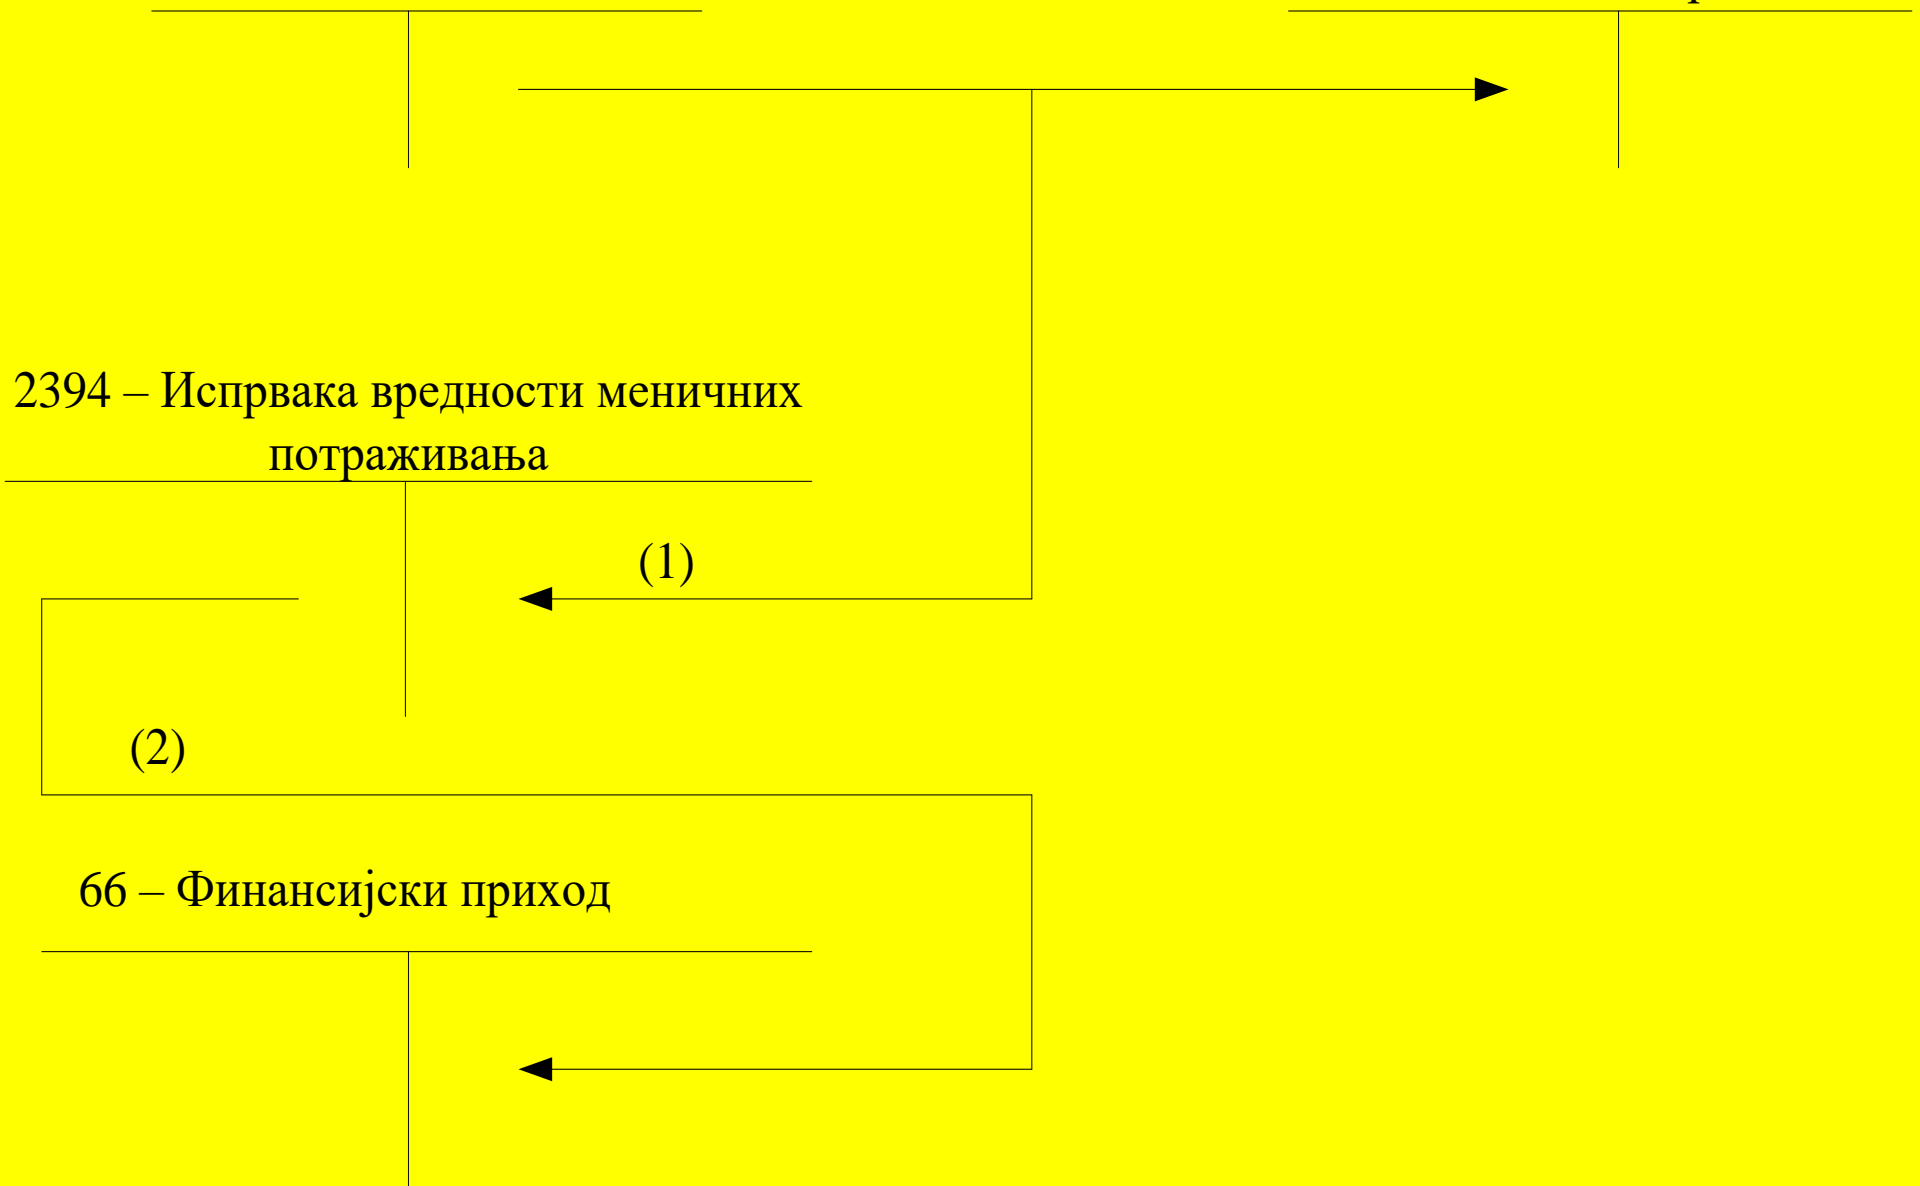 2394 – Испрвака вредности меничних
потраживања
(1)
(2)
66 – Финансијски приход